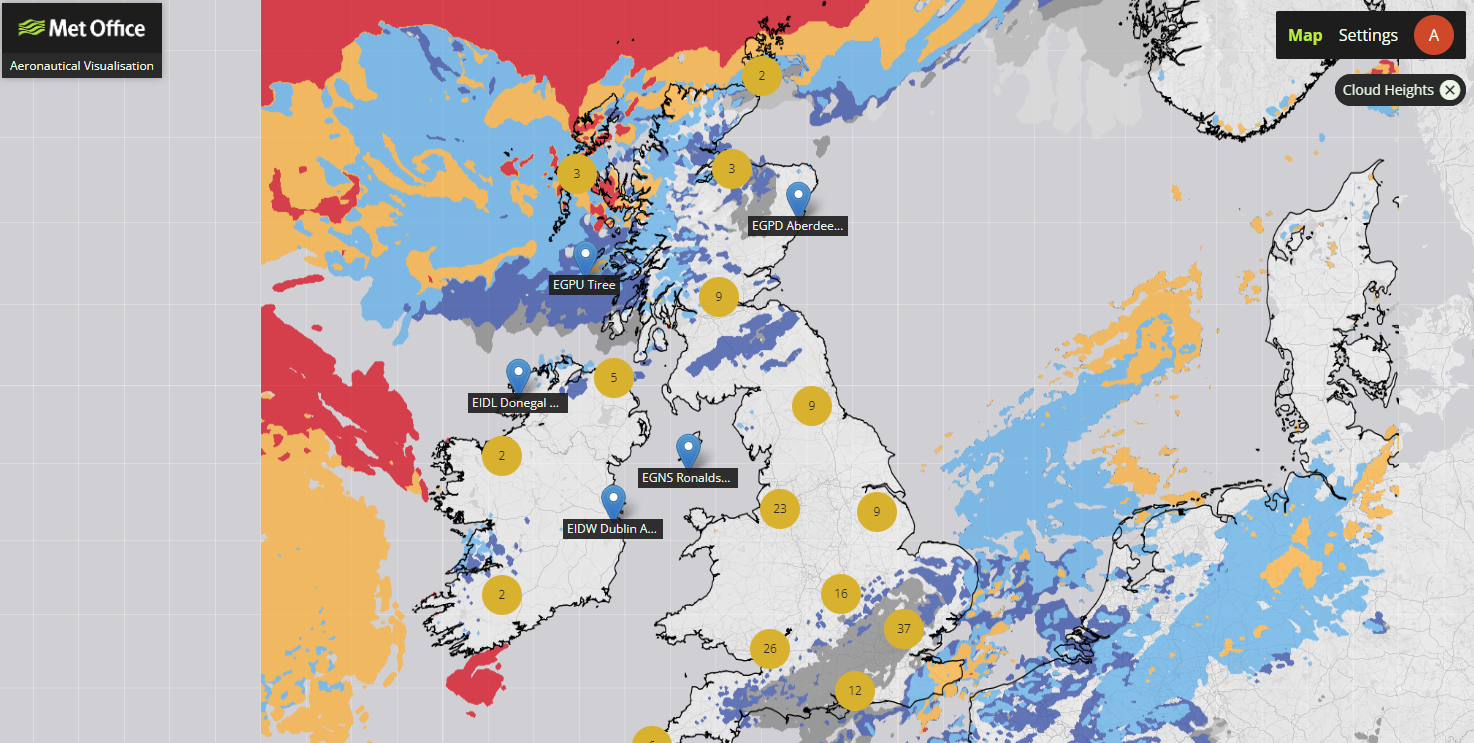 Met Office
Aeronautical Visualisation
Map Settings A
Cloud Heights
2
3
3
EGPD Aberdee...
EGPU Tiree
9
5
EIDL Donegal ...
9
2
EGNS Ronalds...
23
9
EIDW Dublin A...
2
16
37
26
12